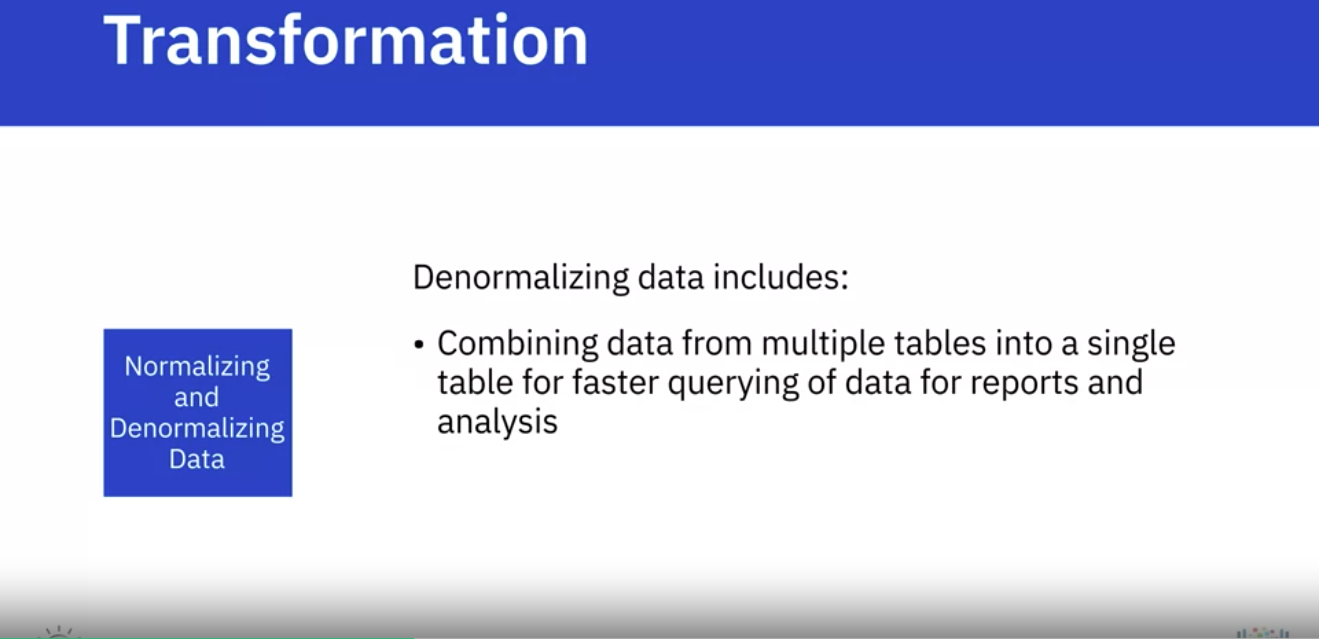 Transformation
Denormalizing data includes:
• Combining data from multiple tables into a single
table for faster querying of data for reports and
analysis
Normalizing
and
Denormalizing
Data